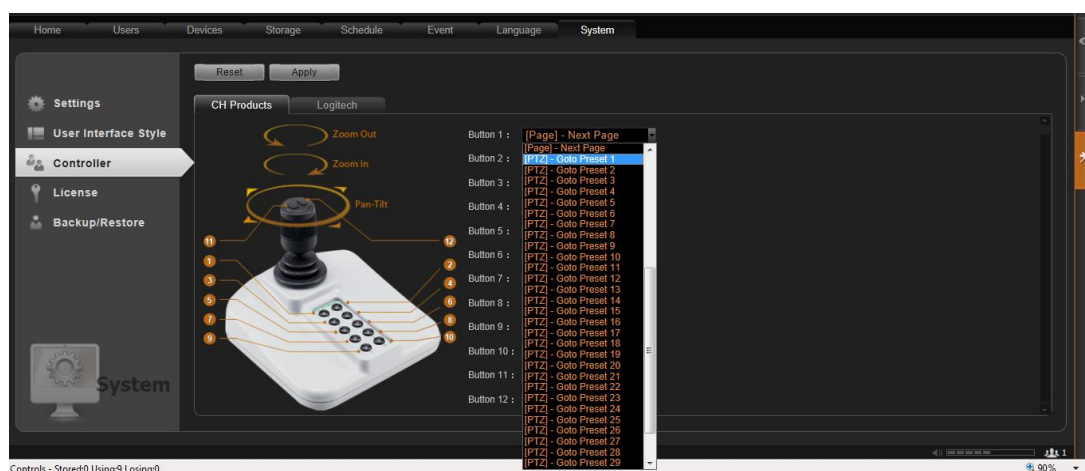 Home Users Devices Storage Schedule Event Language System
Reset Apply
CH Products Logitech
Settings
User Interface Style
Controller
License
Backup/Restore
System
Zoom Out
Zoom In
Pan-Tilt
11
1
3
5
7
9
12
2
4
6
8
10
Button 1 : [Page] - Next Page
Button 2 :
Button 3 :
Button 4 :
Button 5 :
Button 6 :
Button 7 :
Button 8 :
Button 9 :
Button 10 :
Button 11 :
Button 12 :
[Page] - Next Page
[PTZ] - Goto Preset 1
[PTZ] - Goto Preset 2
[PTZ] - Goto Preset 3
[PTZ] - Goto Preset 4
[PTZ] - Goto Preset 5
[PTZ] - Goto Preset 6
[PTZ] - Goto Preset 7
[PTZ] - Goto Preset 8
[PTZ] - Goto Preset 9
[PTZ] - Goto Preset 10
[PTZ] - Goto Preset 11
[PTZ] - Goto Preset 12
[PTZ] - Goto Preset 13
[PTZ] - Goto Preset 14
[PTZ] - Goto Preset 15
[PTZ] - Goto Preset 16
[PTZ] - Goto Preset 17
[PTZ] - Goto Preset 18
[PTZ] - Goto Preset 19
[PTZ] - Goto Preset 20
[PTZ] - Goto Preset 21
[PTZ] - Goto Preset 22
[PTZ] - Goto Preset 23
[PTZ] - Goto Preset 24
[PTZ] - Goto Preset 25
[PTZ] - Goto Preset 26
[PTZ] - Goto Preset 27
[PTZ] - Goto Preset 28
[PTZ] - Goto Preset 29
1
Controls - Stored:0 Using:9 Losing:0
90%